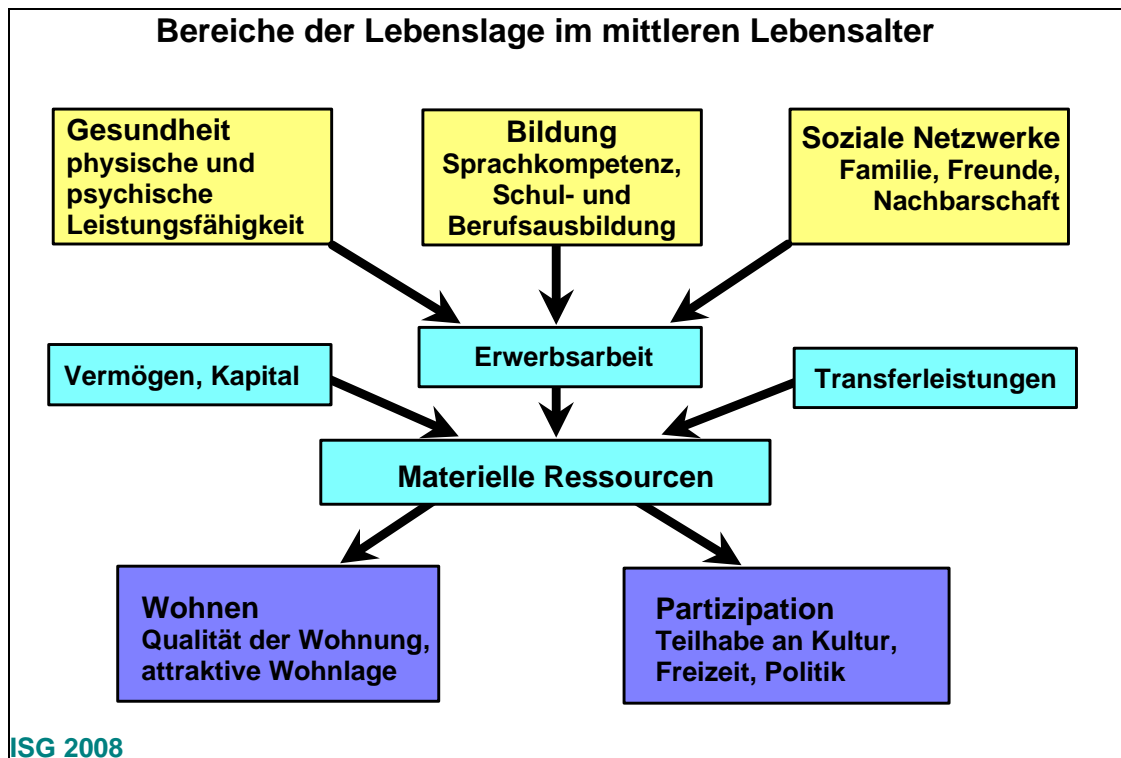 Bereiche der Lebenslage im mittleren Lebensalter
Gesundheit
physische und
psychische
Leistungsfähigkeit
Bildung
Sprachkompetenz,
Schul- und
Berufsausbildung
Soziale Netzwerke
Familie, Freunde,
Nachbarschaft
Erwerbsarbeit
Vermögen, Kapital
Transferleistungen
Materielle Ressourcen
Wohnen
Qualität der Wohnung,
attraktive Wohnlage
Partizipation
Teilhabe an Kultur,
Freizeit, Politik
ISG 2008